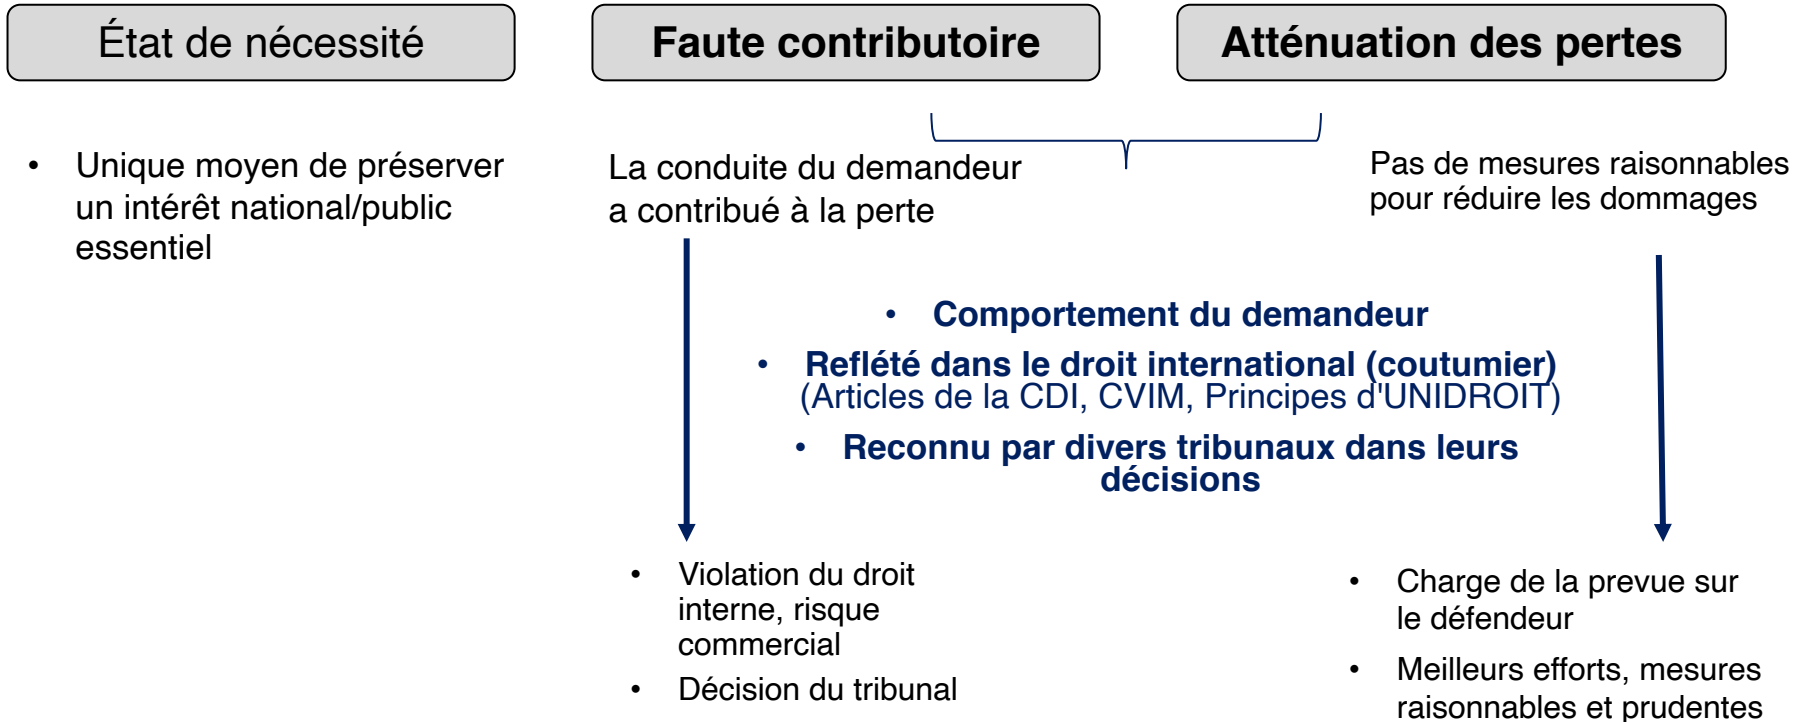 État de nécessité
Faute contributoire
Atténuation des pertes
• Unique moyen de préserver
un intérêt national/public
essentiel
La conduite du demandeur
a contribué à la perte
Pas de mesures raisonnables
pour réduire les dommages
• Comportement du demandeur
• Reflété dans le droit international (coutumier)
(Articles de la CDI, CVIM, Principes d'UNIDROIT)
• Reconnu par divers tribunaux dans leurs
décisions
• Violation du droit
interne, risque
commercial
• Décision du tribunal
• Charge de la prevue sur
le défendeur
• Meilleurs efforts, mesures
raisonnables et prudentes